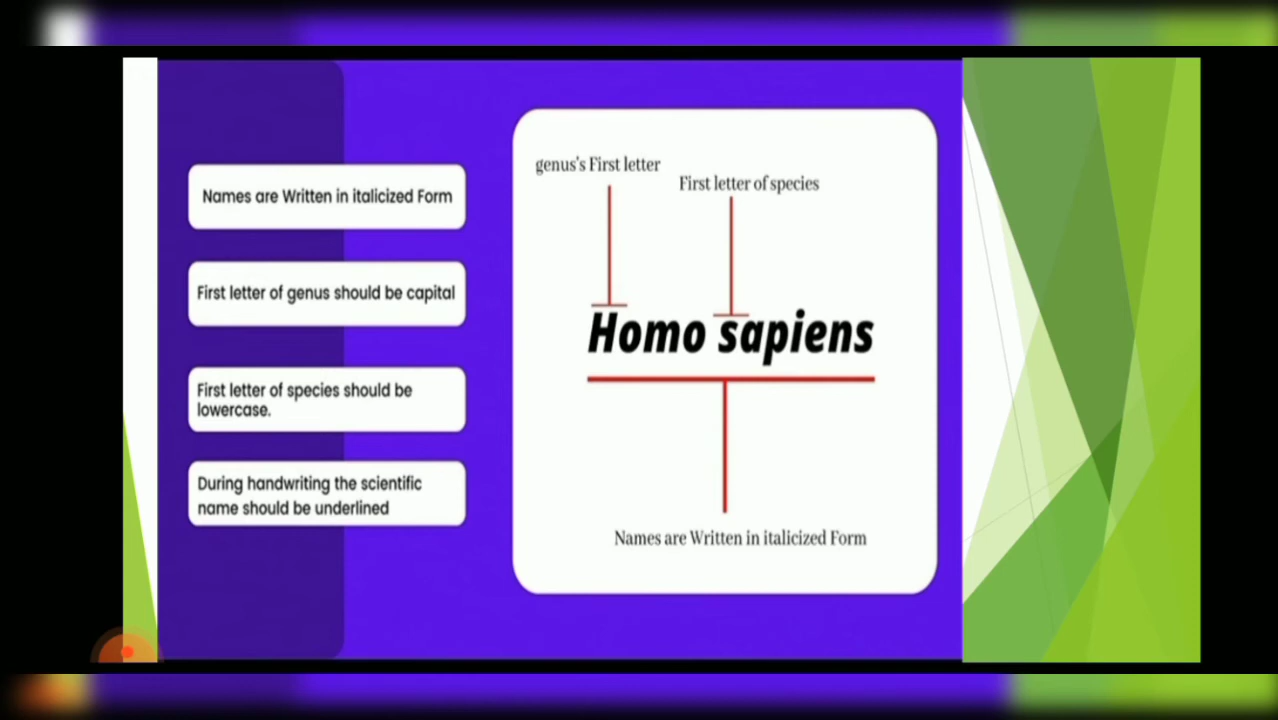 Names are Written in italicized Form
First letter of genus should be capital
First letter of species should be
lowercase.
During handwriting the scientific
name should be underlined
genus's First letter
First letter of species
Homo sapiens
Names are Written in italicized Form